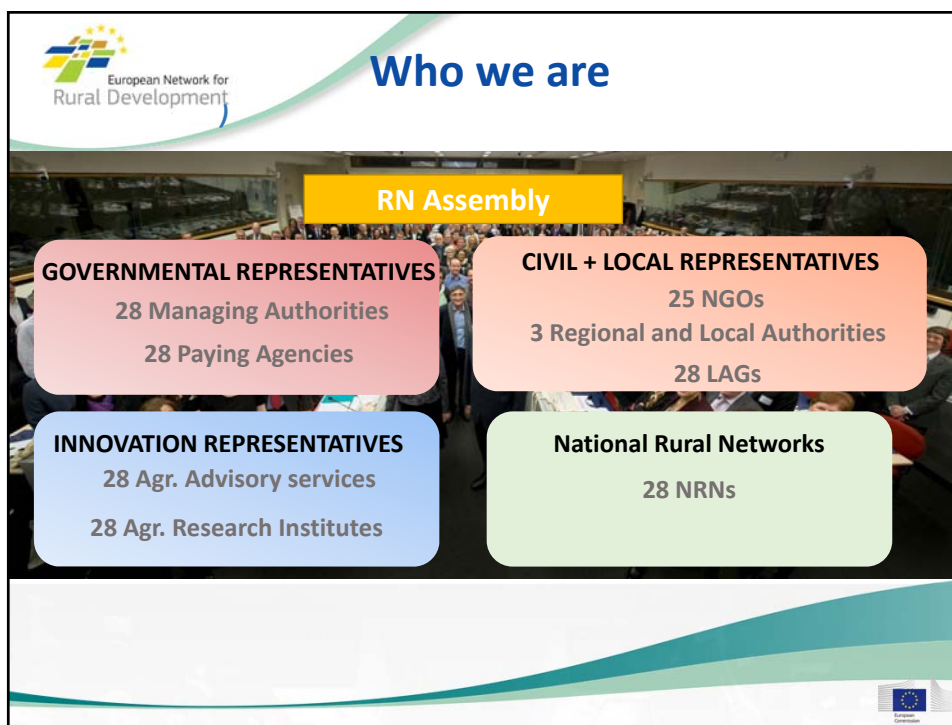 European Network for
Rural Development
Who we are
RN Assembly
GOVERNMENTAL REPRESENTATIVES
28 Managing Authorities
28 Paying Agencies
CIVIL + LOCAL REPRESENTATIVES
25 NGOs
3 Regional and Local Authorities
28 LAGs
INNOVATION REPRESENTATIVES
28 Agr. Advisory services
28 Agr. Research Institutes
National Rural Networks
28 NRNs
European
Commission